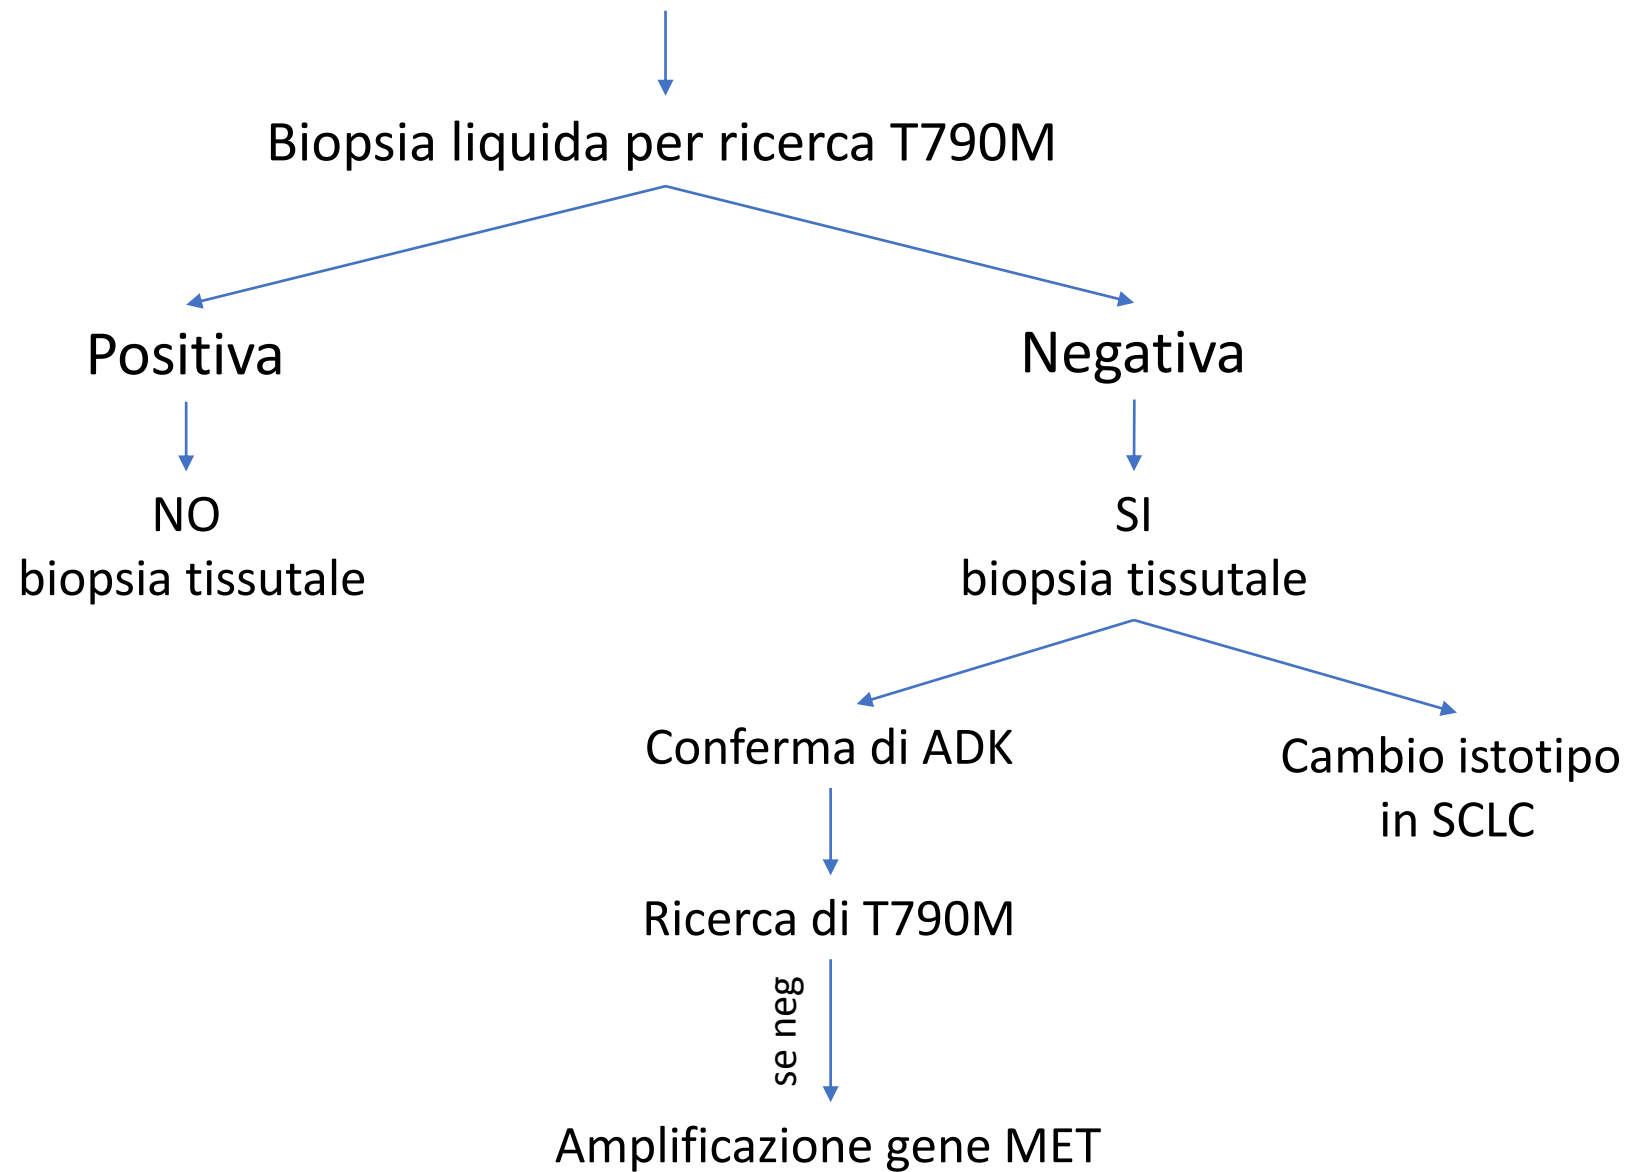 Biopsia liquida per ricerca T790M
Positiva
Negativa
NO
biopsia tissutale
SI
biopsia tissutale
Conferma di ADK
Cambio istotipo
in SCLC
Ricerca di T790M
se neg
Amplificazione gene MET